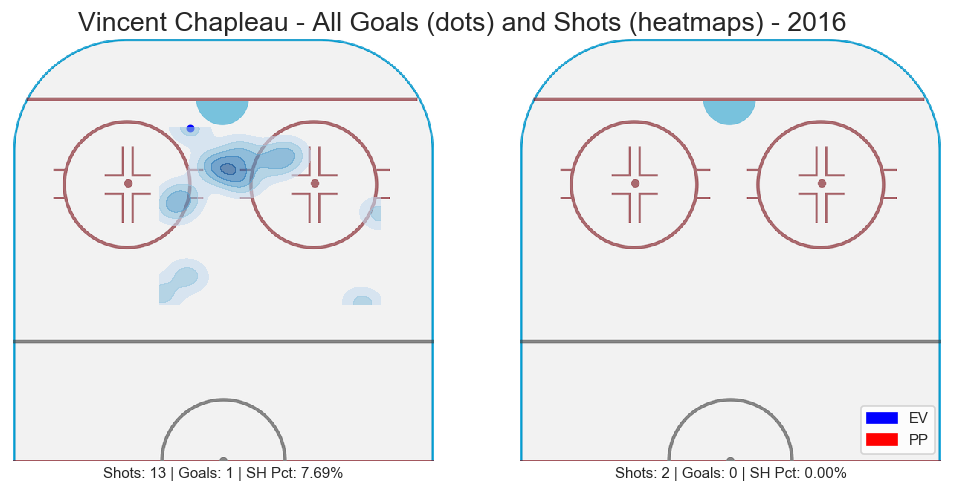 Vincent Chapleau - All Goals (dots) and Shots (heatmaps) - 2016
EV
PP
Shots: 13 | Goals: 1 | SH Pct: 7.69%
Shots: 2 | Goals: 0 | SH Pct: 0.00%